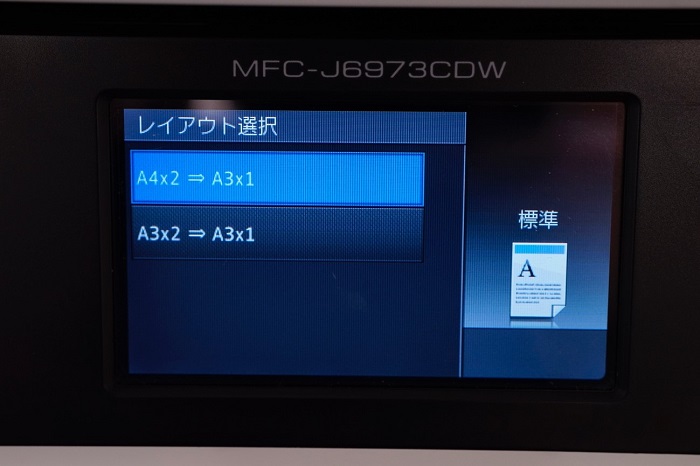 MFC-J6973CDW
レイアウト選択
A4x2 ⇒ A3x1
A3x2 ⇒ A3x1
標準
A